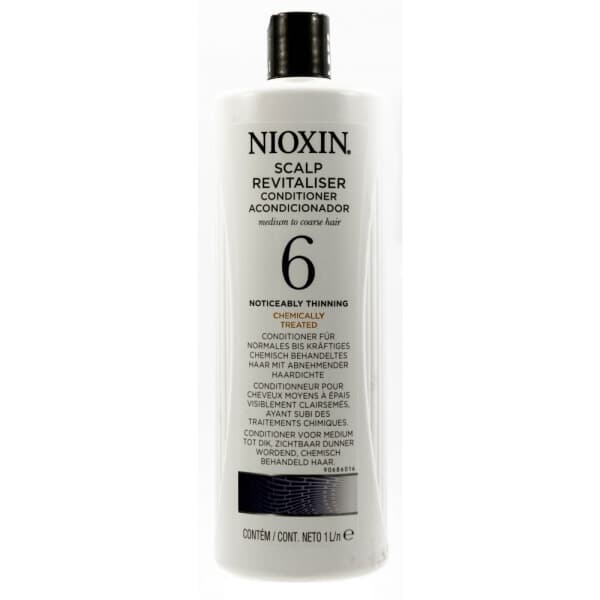 NIOXIN.
SCALP
REVITALISER
CONDITIONER
ACONDICIONADOR
medium to coarse hair
6
NOTICEABLY THINNING
CHEMICALLY
TREATED
CONDITIONER FÜR
NORMALES BIS KRÄFTIGES
CHEMISCH BEHANDELTES
HAAR MIT ABNEHMENDER
HAARDICHTE
CONDITIONNEUR POUR
CHEVEUX MOYENS À ÉPAIS
VISIBLEMENT CLAIRSEMÉS,
AYANT SUBI DES
TRAITEMENTS CHIMIQUES.
CONDITIONER VOOR MEDIUM
TOT DIK, ZICHTBAAR DUNNER
WORDEND, CHEMISCH
BEHANDELD HAAR.
90686016
CONTÉM / CONT. NETO 1 L/n ℮